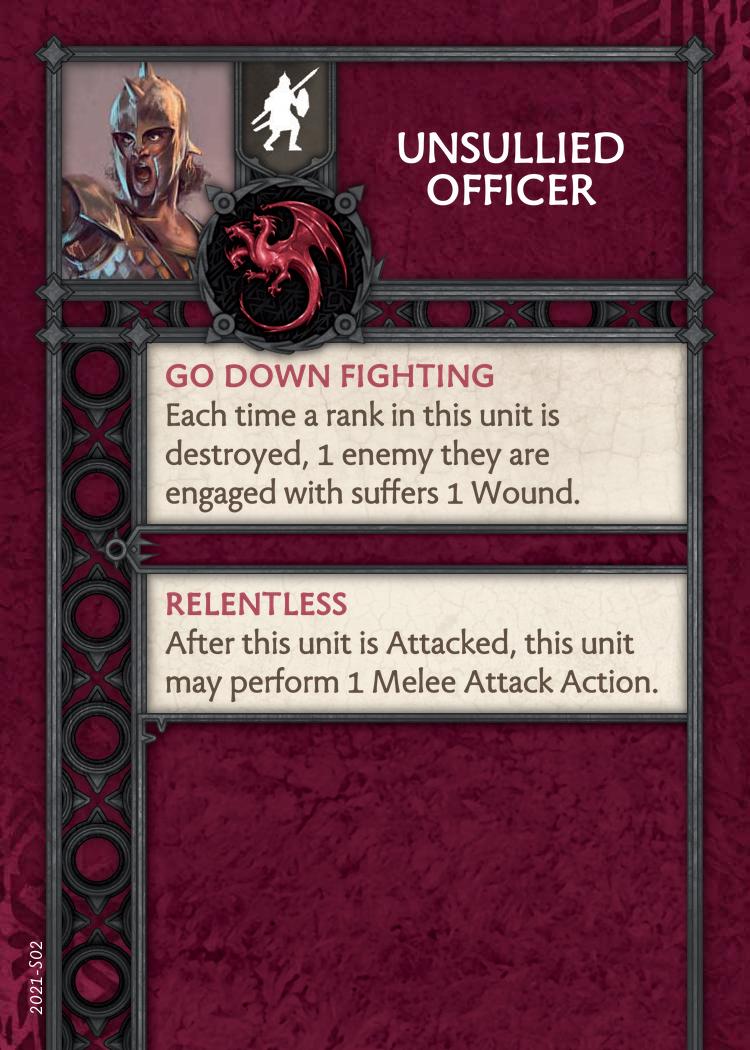 UNSULLIED
OFFICER
GO DOWN FIGHTING
Each time a rank in this unit is
destroyed, 1 enemy they are
engaged with suffers 1 Wound.
RELENTLESS
After this unit is Attacked, this unit
may perform 1 Melee Attack Action.
2021-S02